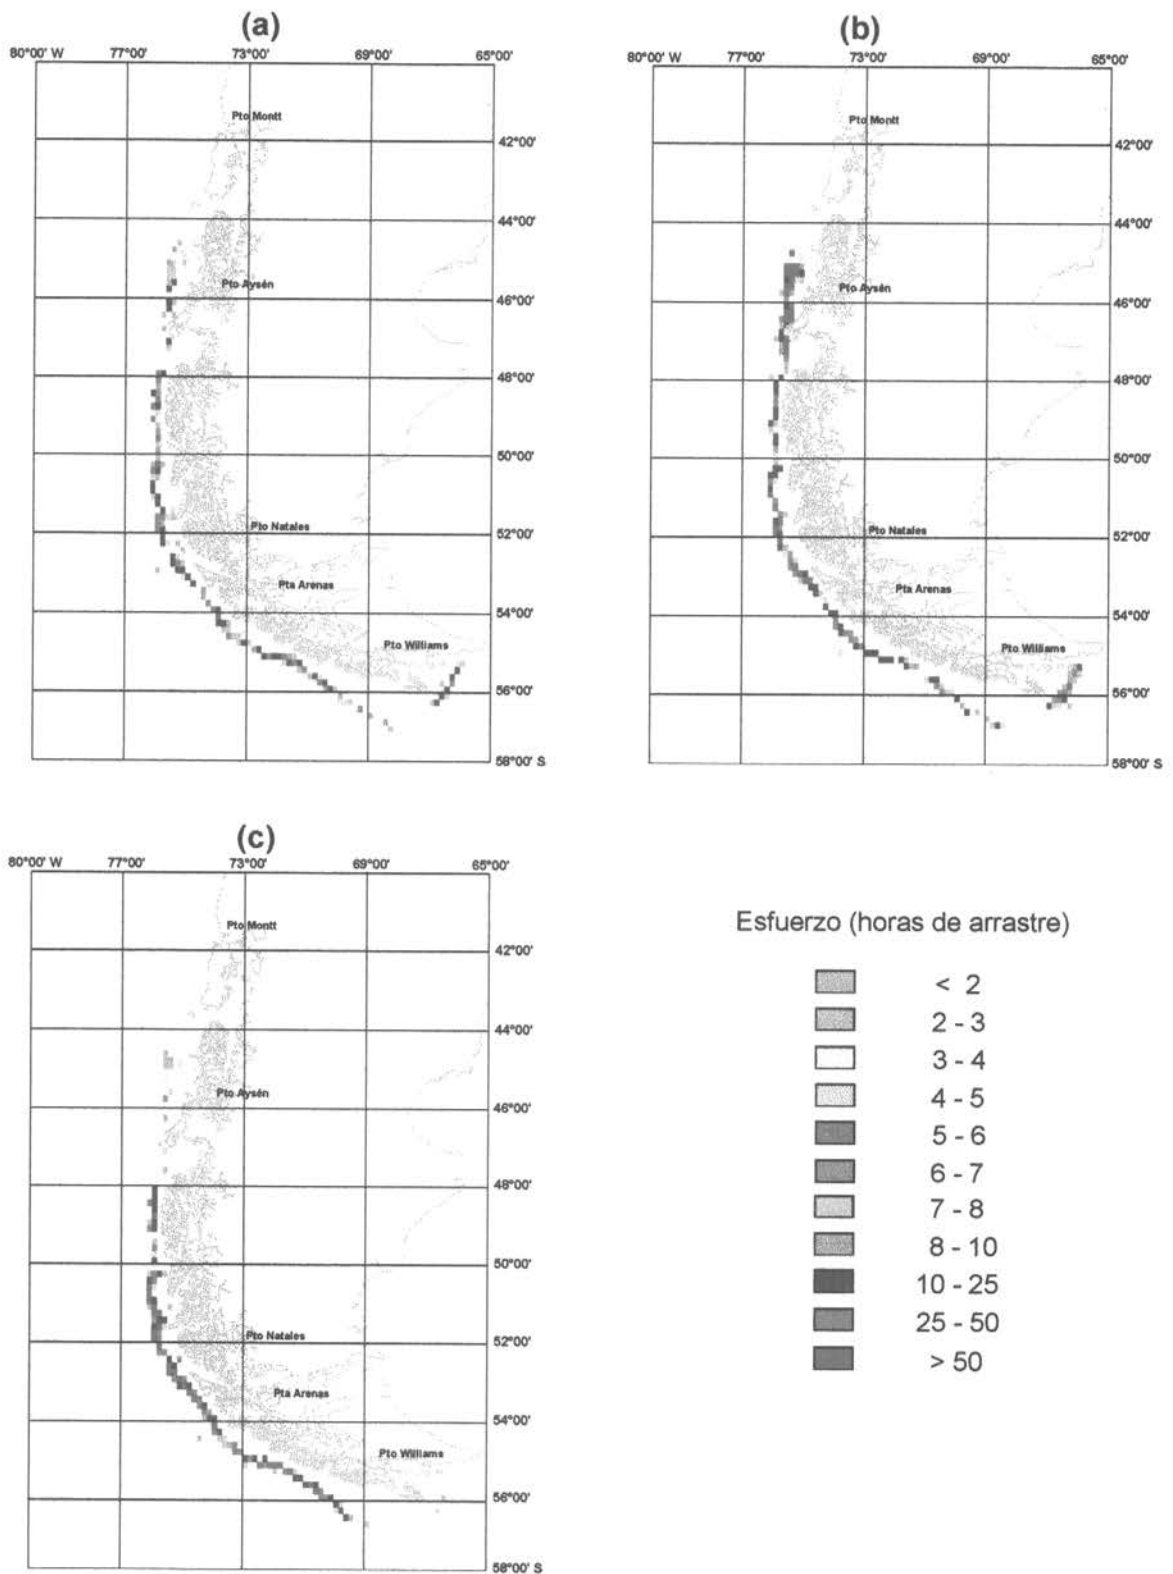 (a)
80°00' W 77°00' 73°00' 69°00' 65°00'
Pto Montt
42°00'
44°00'
Pto Aysén
46°00'
48°00'
50°00'
Pto Natales
52°00'
Pta Arenas
54°00'
Pto Williams
56°00'
58°00' S
(b)
80°00' W 77°00' 73°00' 69°00' 65°00'
Pto Montt
42°00'
44°00'
Pto Aysén
46°00'
48°00'
50°00'
Pto Natales
52°00'
Pta Arenas
54°00'
Pto Williams
56°00'
58°00' S
(c)
80°00' W 77°00' 73°00' 69°00' 65°00'
Pto Montt
42°00'
44°00'
Pto Aysén
46°00'
48°00'
50°00'
Pto Natales
52°00'
Pta Arenas
54°00'
Pto Williams
56°00'
58°00' S
Esfuerzo (horas de arrastre)
< 2
2 - 3
3 - 4
4 - 5
5 - 6
6 - 7
7 - 8
8 - 10
10 - 25
25 - 50
> 50